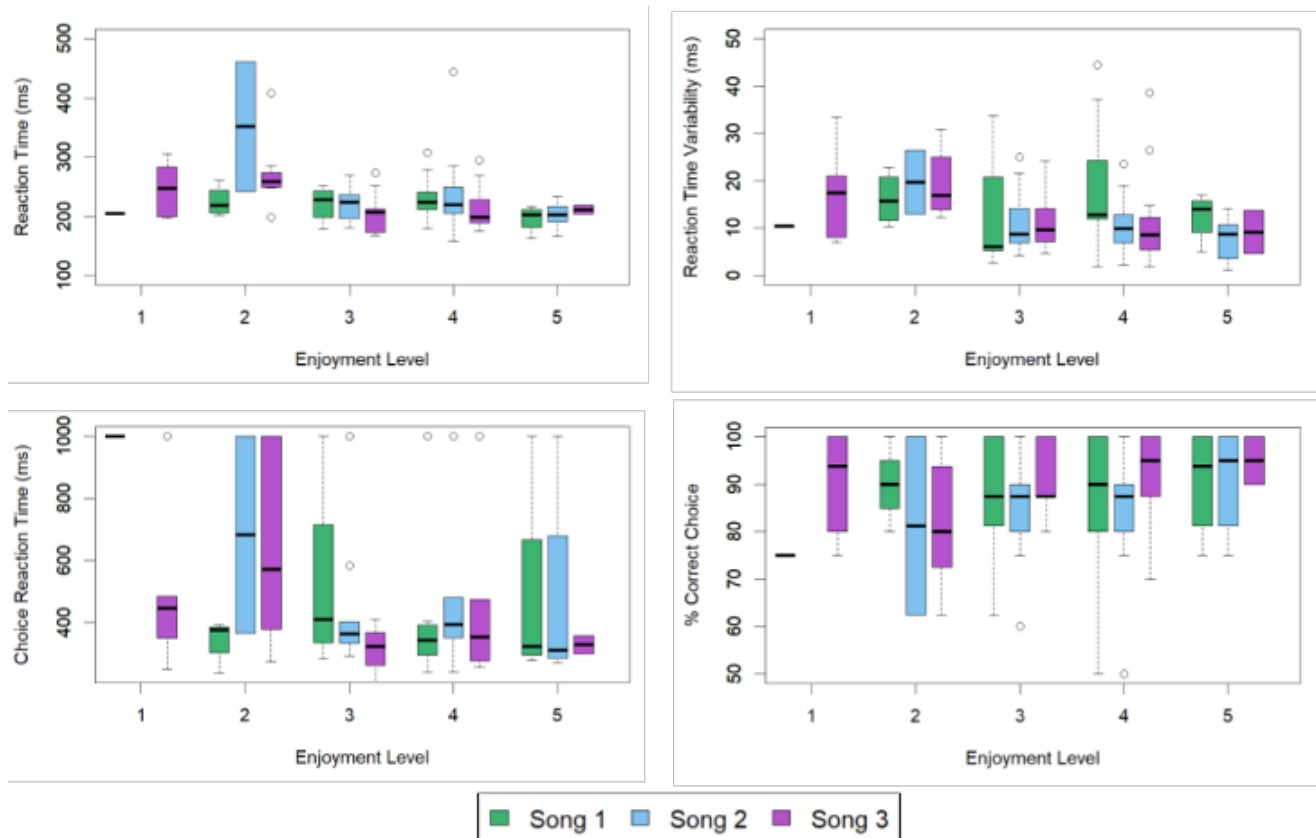 Reaction Time (ms)
500
400
300
200
100
1 2 3 4 5
Enjoyment Level
Reaction Time Variability (ms)
50
40
30
20
10
0
1 2 3 4 5
Enjoyment Level
Choice Reaction Time (ms)
1000
800
600
400
1 2 3 4 5
Enjoyment Level
% Correct Choice
100
90
80
70
60
50
1 2 3 4 5
Enjoyment Level
Song 1 Song 2 Song 3